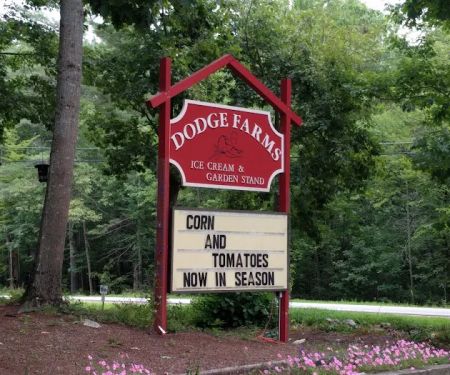 DODGE FARMS
ICE CREAM &
GARDEN STAND
CORN
AND
TOMATOES
NOW IN SEASON